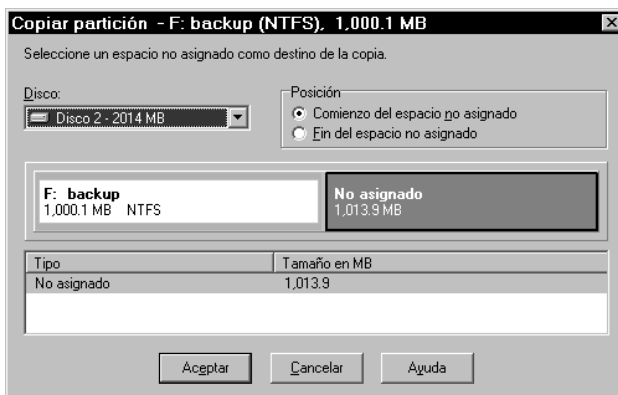 Copiar partición - F: backup (NTFS), 1,000.1 MB
Seleccione un espacio no asignado como destino de la copia.
Disco:
Disco 2 - 2014 MB
Posición
Comienzo del espacio no asignado
Fin del espacio no asignado
F: backup
1,000.1 MB NTFS
No asignado
1,013.9 MB
Tipo Tamaño en MB
No asignado 1,013.9
Aceptar Cancelar Ayuda